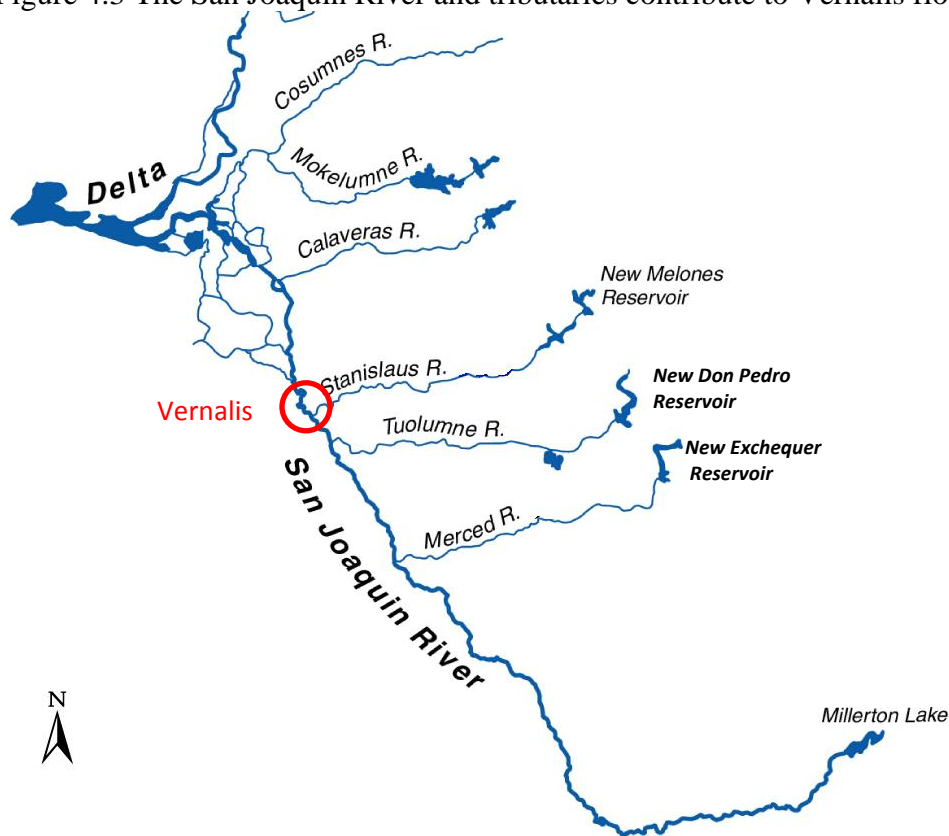 Figure 4.3 The San Joaquin River and tributaries contribute to Vernalis flo
Cosumnes R.
Delta
Mokelumne R.
Calaveras R.
New Melones
Reservoir
Stanislaus R.
New Don Pedro
Reservoir
Vernalis
Tuolumne R.
New Exchequer
Reservoir
San Joaquin River
Merced R.
N
Millerton Lake